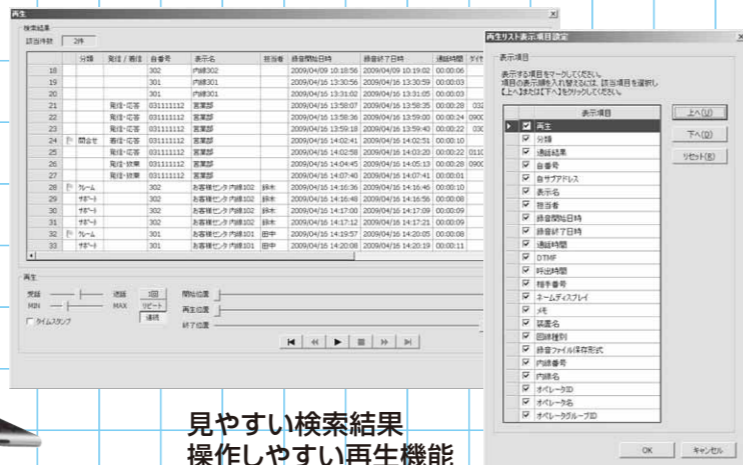 再生
検索結果
該当件数 2件
分類 発信/着信 自番号 表示名 担当者 録音開始日時 録音終了日時 通話時間
18 302 内線302 2009/04/09 10:18:56 2009/04/09 10:19:02 00:00:06
19 301 内線301 2009/04/16 13:30:56 2009/04/16 13:30:59 00:00:03
20 301 内線301 2009/04/16 13:31:02 2009/04/16 13:31:05 00:00:03
21 発信-応答 031111112 営業部 2009/04/16 13:58:07 2009/04/16 13:58:35 00:00:28 032
22 発信-応答 031111112 営業部 2009/04/16 13:58:36 2009/04/16 13:59:00 00:00:24 0900
23 発信-応答 031111112 営業部 2009/04/16 13:59:18 2009/04/16 13:59:40 00:00:22 030
24 問合せ 着信-応答 031111112 営業部 2009/04/16 14:02:41 2009/04/16 14:02:51 00:00:10
25 発信-応答 031111112 営業部 2009/04/16 14:02:58 2009/04/16 14:03:20 00:00:22 0110
26 発信-放棄 031111112 営業部 2009/04/16 14:04:45 2009/04/16 14:05:13 00:00:28 0900
27 発信-放棄 031111112 営業部 2009/04/16 14:07:40 2009/04/16 14:07:41 00:00:01
28 クレーム 302 お客様センタ 内線102 鈴木 2009/04/16 14:16:36 2009/04/16 14:16:46 00:00:10
29 サポート 302 お客様センタ 内線102 鈴木 2009/04/16 14:16:48 2009/04/16 14:16:56 00:00:08
30 サポート 302 お客様センタ 内線102 鈴木 2009/04/16 14:17:00 2009/04/16 14:17:09 00:00:09
31 サポート 302 お客様センタ 内線102 鈴木 2009/04/16 14:17:12 2009/04/16 14:17:21 00:00:09
32 クレーム 301 お客様センタ 内線101 田中 2009/04/16 14:19:57 2009/04/16 14:20:05 00:00:08
33 サポート 301 お客様センタ 内線101 田中 2009/04/16 14:20:08 2009/04/16 14:20:19 00:00:11
再生
受話 送話 1回 開始位置
MIN MAX リピート 再生位置
タイムスタンプ 連続 終了位置
再生リスト表示項目設定
表示項目
表示する項目をマークしてください。
項目の表示順を入れ替えるには、該当項目を選択し
【上へ】または【下へ】をクリックしてください。
表示項目
再生
分類
通話結果
自番号
自サブアドレス
表示名
担当者
録音開始日時
録音終了日時
通話時間
DTMF
呼出時間
相手番号
ネームディスプレイ
メモ
装置名
回線種別
録音ファイル保存形式
内線番号
内線名
オペレータID
オペレータ名
オペレータグループID
上へ(U)
下へ(D)
リセット(R)
OK キャンセル
見やすい検索結果
操作しやすい再生機能